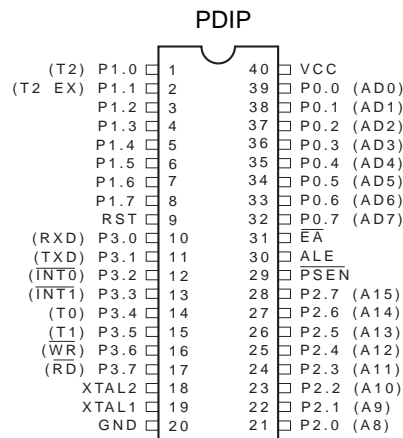 PDIP
(T2) P1.0 1 40 VCC
(T2 EX) P1.1 2 39 P0.0 (AD0)
P1.2 3 38 P0.1 (AD1)
P1.3 4 37 P0.2 (AD2)
P1.4 5 36 P0.3 (AD3)
P1.5 6 35 P0.4 (AD4)
P1.6 7 34 P0.5 (AD5)
P1.7 8 33 P0.6 (AD6)
RST 9 32 P0.7 (AD7)
(RXD) P3.0 10 31 E̅A̅
(TXD) P3.1 11 30 ALE
(I̅N̅T̅0̅) P3.2 12 29 P̅S̅E̅N̅
(I̅N̅T̅1̅) P3.3 13 28 P2.7 (A15)
(T0) P3.4 14 27 P2.6 (A14)
(T1) P3.5 15 26 P2.5 (A13)
(W̅R̅) P3.6 16 25 P2.4 (A12)
(R̅D̅) P3.7 17 24 P2.3 (A11)
XTAL2 18 23 P2.2 (A10)
XTAL1 19 22 P2.1 (A9)
GND 20 21 P2.0 (A8)